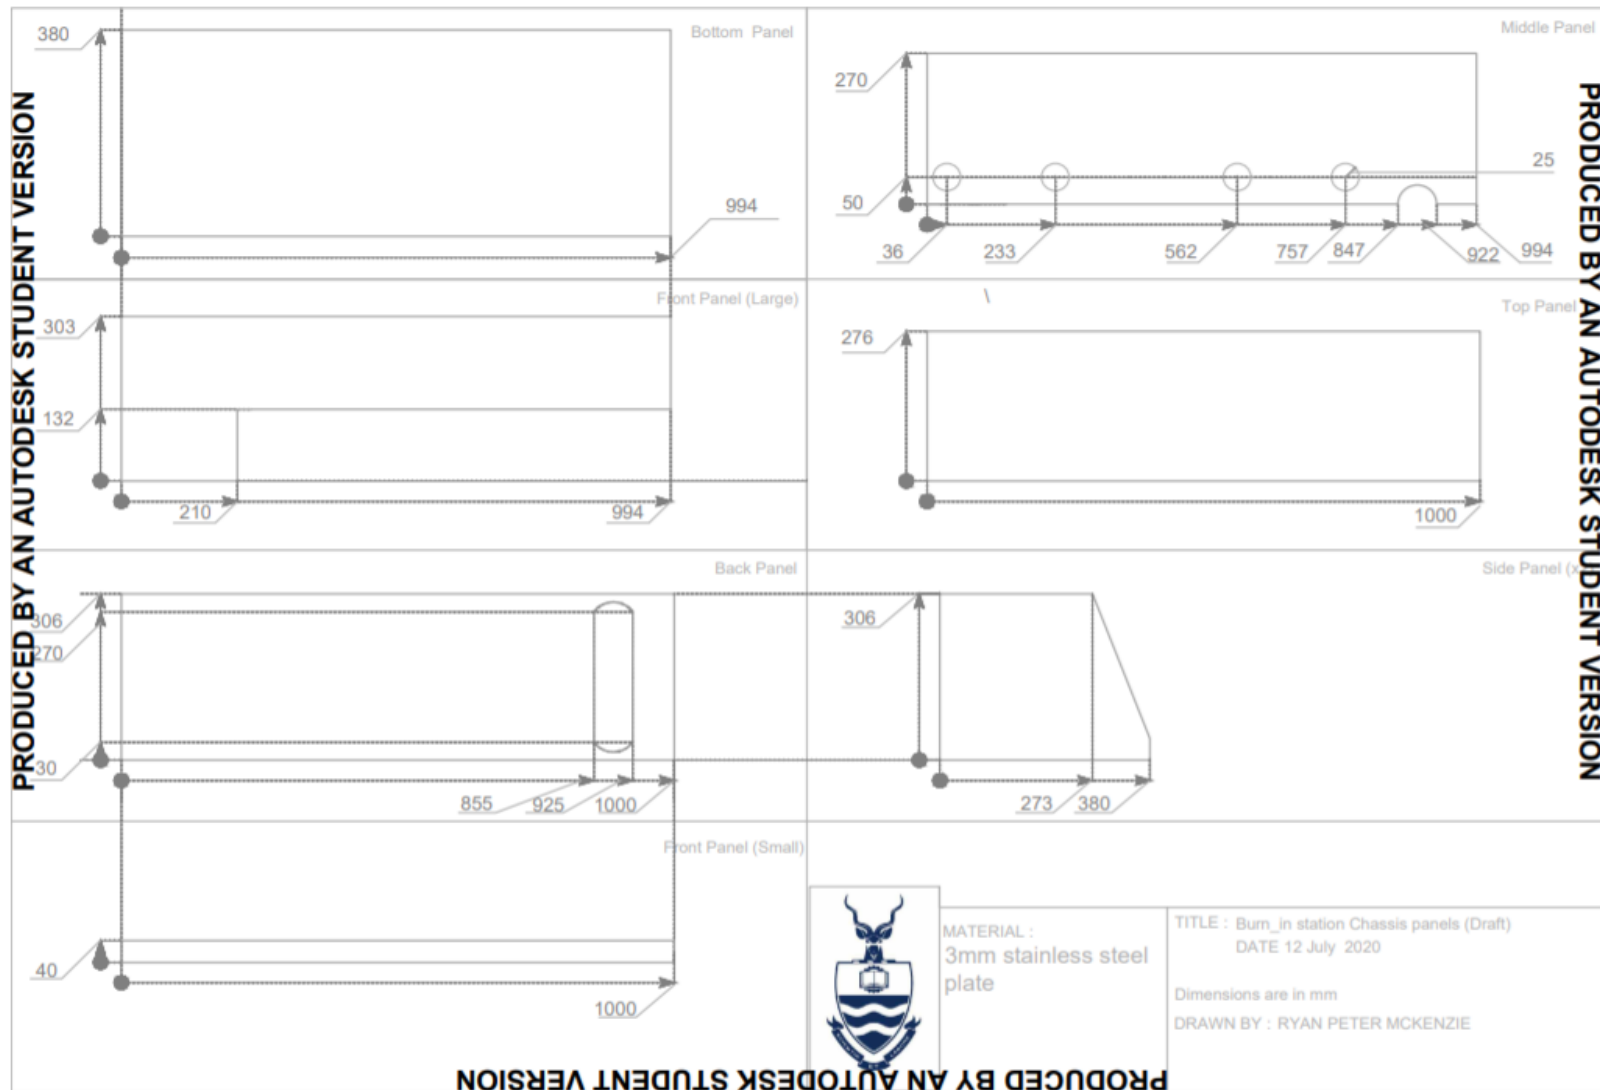 Bottom Panel
380
994
Middle Panel
270
25
50
36
233
562
757
847
922
994
Front Panel (Large)
303
132
210
994
\
Top Panel
276
1000
Back Panel
306
270
30
855
925
1000
Side Panel
306
273
380
Front Panel (Small)
40
1000
MATERIAL :
3mm stainless steel
plate
TITLE : Burn_in station Chassis panels (Draft)
DATE 12 July 2020
Dimensions are in mm
DRAWN BY : RYAN PETER MCKENZIE
PRODUCED BY AN AUTODESK STUDENT VERSION
PRODUCED BY AN AUTODESK STUDENT VERSION
PRODUCED BY AN AUTODESK STUDENT VERSION